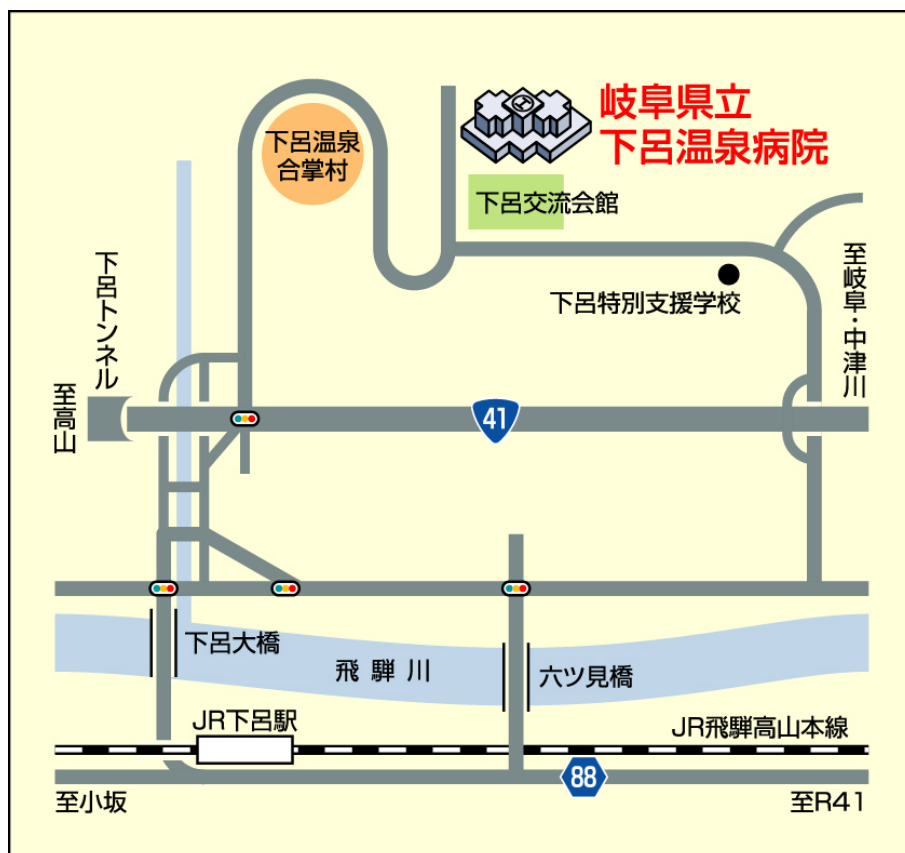 岐阜県立
下呂温泉病院
下呂温泉
合掌村
下呂交流会館
下呂特別支援学校
至岐阜・中津川
下呂トンネル
至高山
41
下呂大橋
飛騨川
六ツ見橋
JR下呂駅
JR飛騨高山本線
88
至小坂
至R41